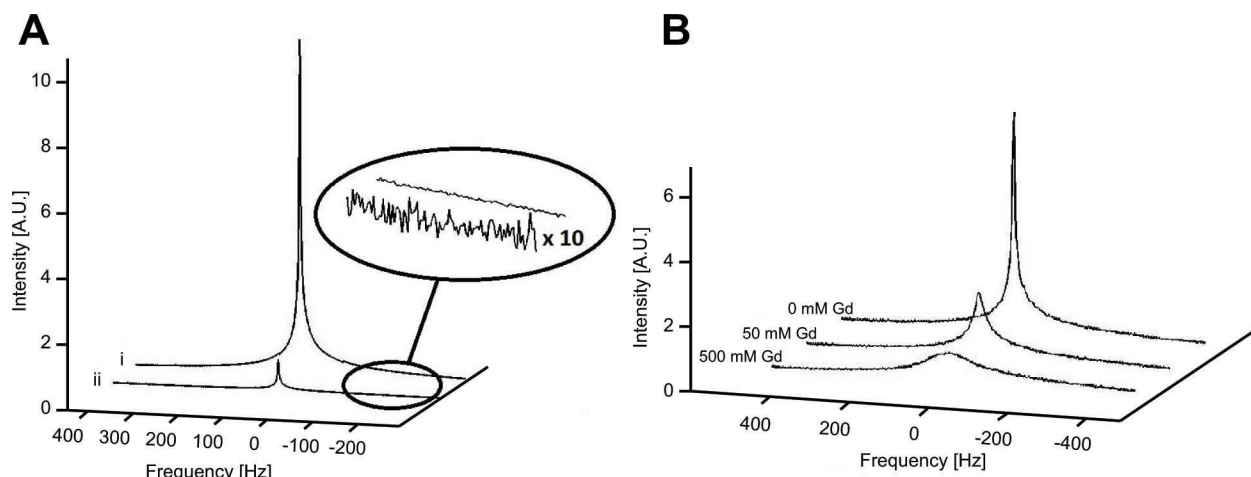 A
Intensity [A.U.]
10
8
6
4
2
0
i
ii
x 10
400 300 200 100 0 -100 -200
Frequency [Hz]
B
Intensity [A.U.]
6
4
2
0
0 mM Gd
50 mM Gd
500 mM Gd
400 200 0 -200 -400
Frequency [Hz]